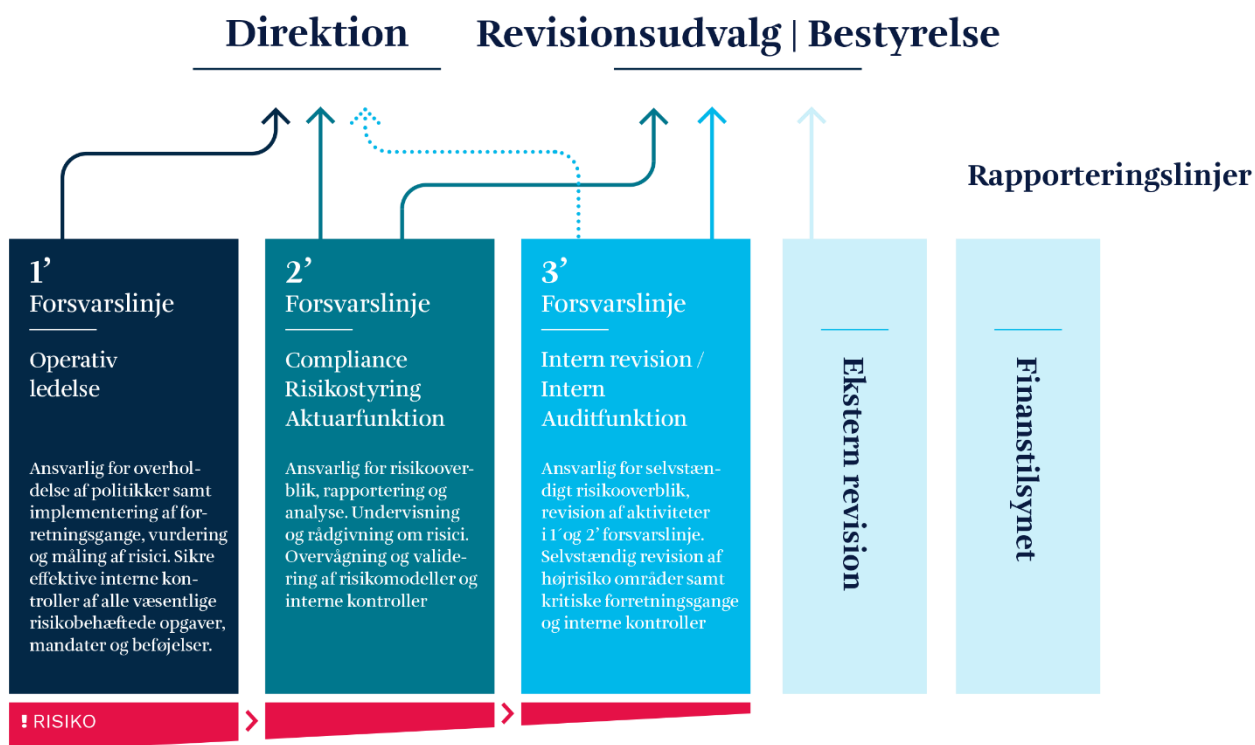 Direktion
Revisionsudvalg | Bestyrelse
Rapporteringslinjer
1’
Forsvarslinje
Operativ
ledelse
Ansvarlig for overhol-
delse af politikker samt
implementering af for-
retningsgange, vurdering
og måling af risici. Sikre
effektive interne kon-
troller af alle væsentlige
risikobehæftede opgaver,
mandater og beføjelser.
2’
Forsvarslinje
Compliance
Risikostyring
Aktuarfunktion
Ansvarlig for risikoover-
blik, rapportering og
analyse. Undervisning
og rådgivning om risici.
Overvågning og valide-
ring af risikomodeller og
interne kontroller
3’
Forsvarslinje
Intern revision /
Intern
Auditfunktion
Ansvarlig for selvstæn-
digt risikooverblik,
revision af aktiviteter
i 1´og 2’ forsvarslinje.
Selvstændig revision af
højrisiko områder samt
kritiske forretningsgange
og interne kontroller
Ekstern revision
Finanstilsynet
! RISIKO